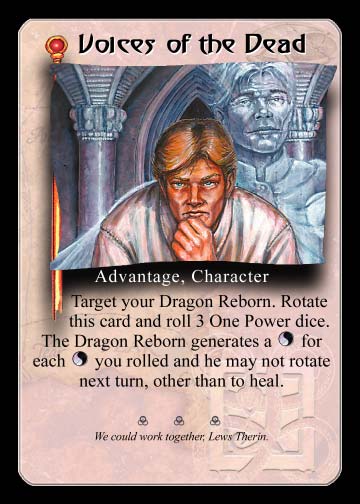 Voices of the Dead
Advantage, Character
Target your Dragon Reborn. Rotate
this card and roll 3 One Power dice.
The Dragon Reborn generates a for
each you rolled and he may not rotate
next turn, other than to heal.
We could work together, Lews Therin.